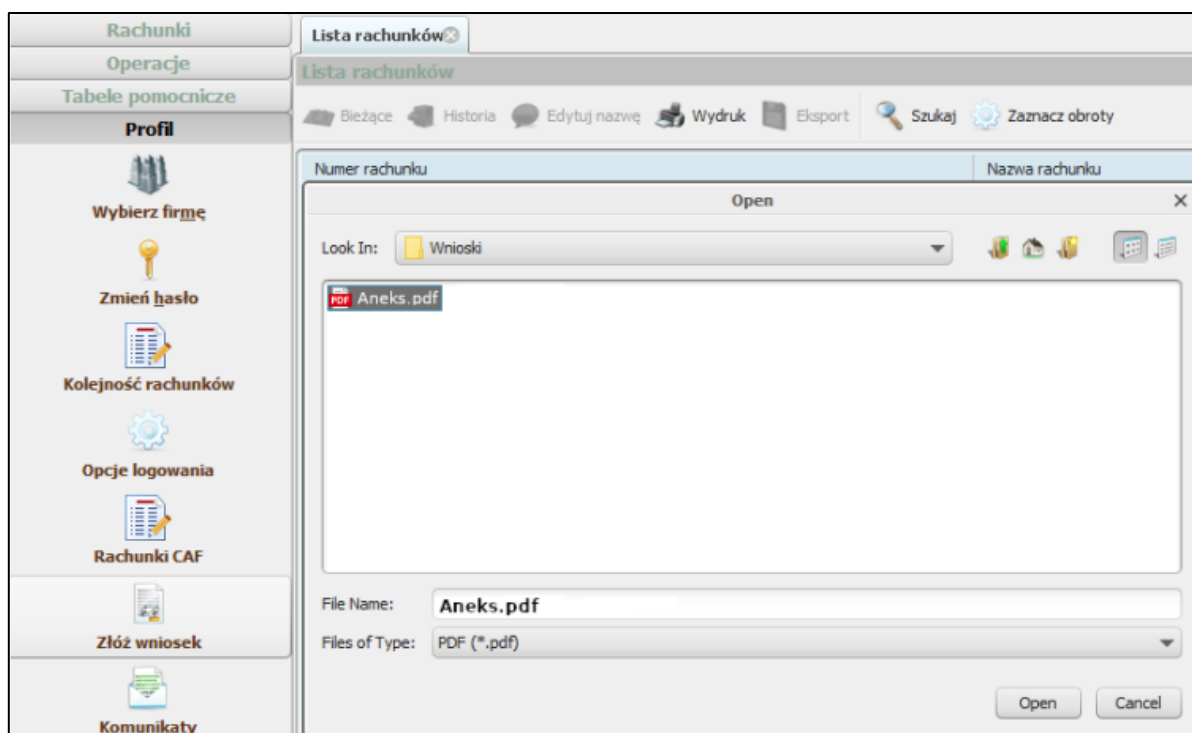 Rachunki
Operacje
Tabele pomocnicze
Profil
Wybierz firmę
Zmień hasło
Kolejność rachunków
Opcje logowania
Rachunki CAF
Złóż wniosek
Komunikaty
Lista rachunków
Lista rachunków
Bieżące Historia Edytuj nazwę Wydruk Eksport Szukaj Zaznacz obroty
Numer rachunku Nazwa rachunku
Open
Look In: Wnioski
PDF Aneks.pdf
File Name: Aneks.pdf
Files of Type: PDF (*.pdf)
Open Cancel